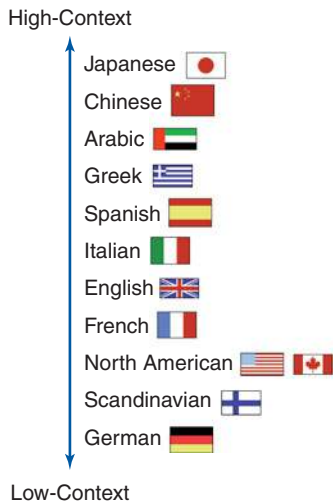 High-Context
Japanese
Chinese
Arabic
Greek
Spanish
Italian
English
French
North American
Scandinavian
German
Low-Context